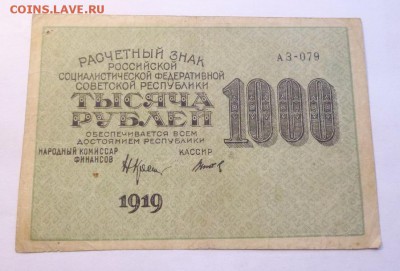 COINS.LAVE.RU
РАСЧЕТНЫЙ ЗНАК
РОССИЙСКОЙ
СОЦИАЛИСТИЧЕСКОЙ ФЕДЕРАТИВНОЙ
СОВЕТСКОЙ РЕСПУБЛИКИ
АЗ-079
ТЫСЯЧА
РУБЛЕЙ
1000
ОБЕСПЕЧИВАЕТСЯ ВСЕМ
ДОСТОЯНИЕМ РЕСПУБЛИКИ
НАРОДНЫЙ КОМИССАР
ФИНАНСОВ
КАССИР
1919